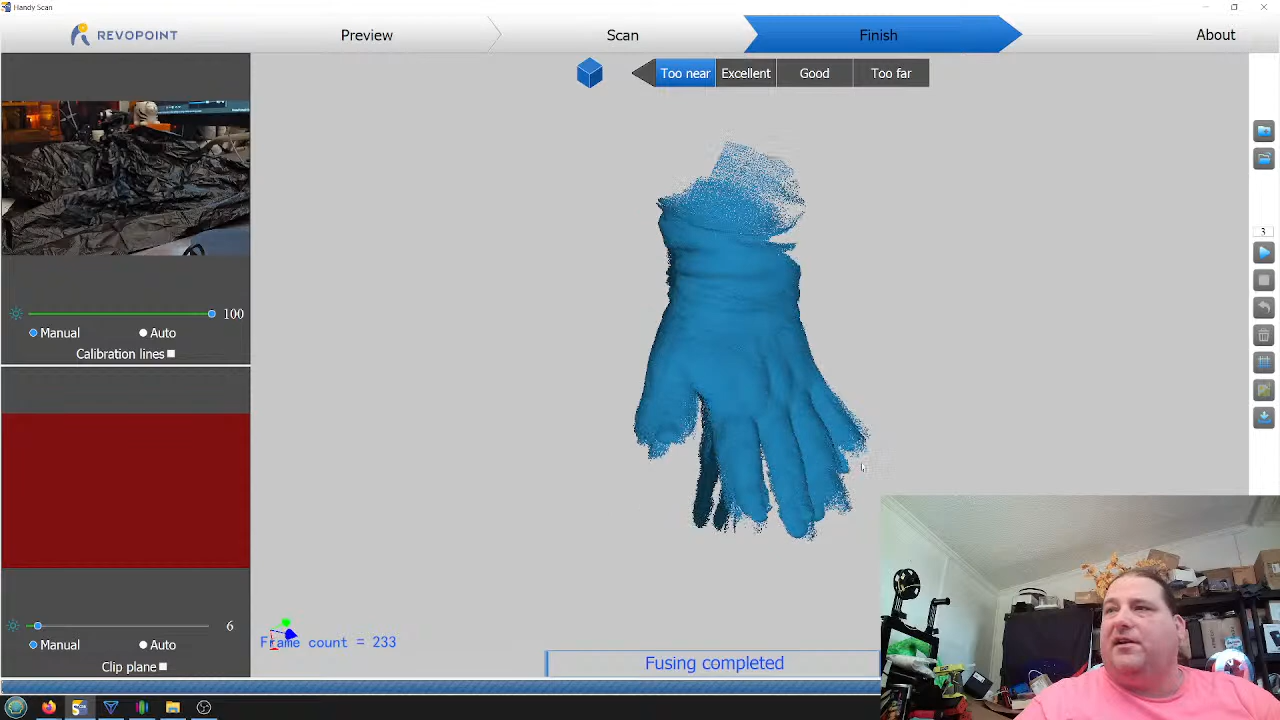 Handy Scan
REVOPOINT
Preview
Scan
Finish
About
Too near
Excellent
Good
Too far
3
100
Manual
Auto
Calibration lines
6
Manual
Auto
Clip plane
Frame count = 233
Fusing completed